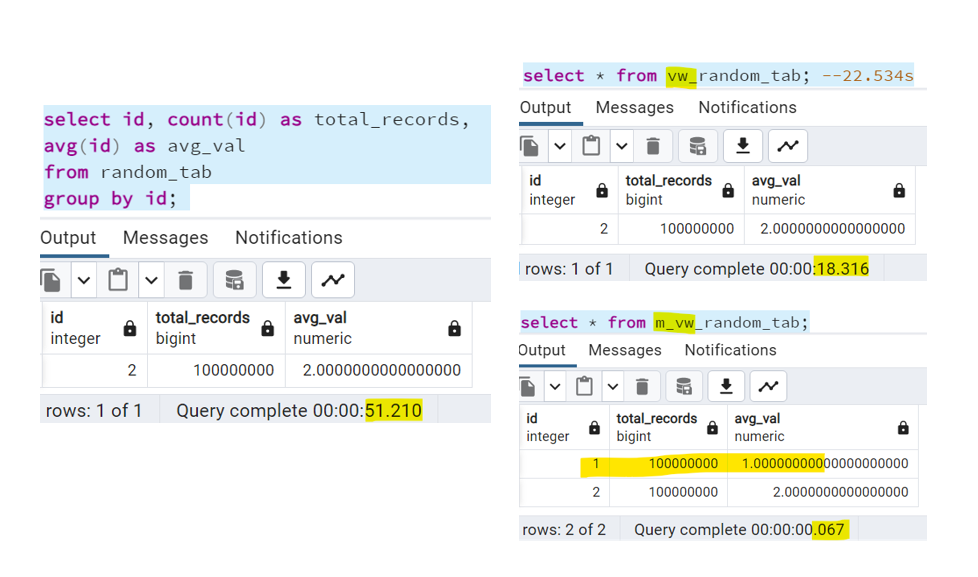 select id, count(id) as total_records,
avg(id) as avg_val
from random_tab
group by id;
Output Messages Notifications
id total_records avg_val
integer bigint numeric
2 100000000 2.0000000000000000
rows: 1 of 1 Query complete 00:00:51.210
select * from vw_random_tab; --22.534s
Output Messages Notifications
id total_records avg_val
integer bigint numeric
2 100000000 2.0000000000000000
rows: 1 of 1 Query complete 00:00:18.316
select * from m_vw_random_tab;
Output Messages Notifications
id total_records avg_val
integer bigint numeric
1 100000000 1.00000000000000000000
2 100000000 2.0000000000000000
rows: 2 of 2 Query complete 00:00:00.067